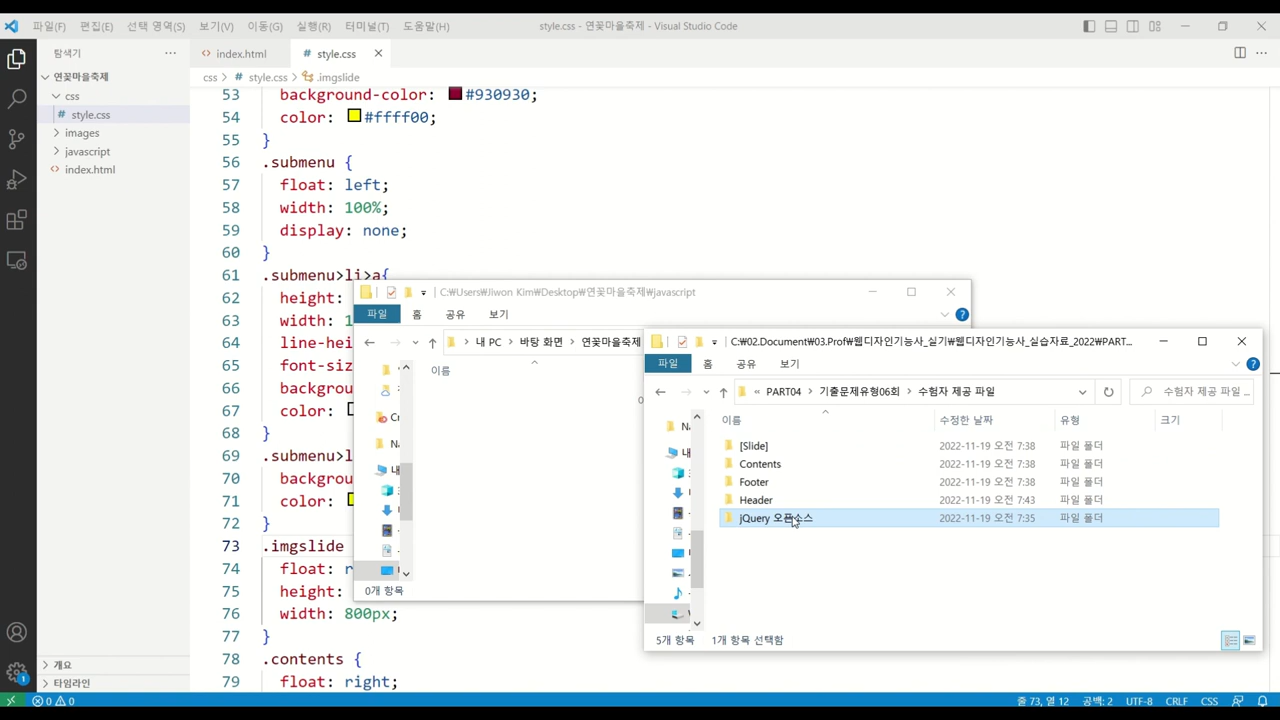 파일(F) 편집(E) 선택 영역(S) 보기(V) 이동(G) 실행(R) 터미널(T) 도움말(H) style.css - 연꽃마을축제 - Visual Studio Code
탐색기 ··· index.html # style.css
연꽃마을축제
css
# style.css
images
javascript
index.html
개요
타임라인
css > # style.css > .imgslide
53 background-color: #930930;
54 color: #ffff00;
55 }
56 .submenu {
57 float: left;
58 width: 100%;
59 display: none;
60 }
61 .submenu>li>a{
62 height:
63 width: 1
64 line-hei
65 font-siz
66 backgrou
67 color:
68 }
69 .submenu>l
70 backgrou
71 color:
72 }
73 .imgslide
74 float: r
75 height:
76 width: 800px;
77 }
78 .contents {
79 float: right;
C:₩Users₩Jiwon Kim₩Desktop₩연꽃마을축제₩javascript
파일 홈 공유 보기
내 PC > 바탕 화면 > 연꽃마을축제
이름
Cr
N
내
0개 항목
C:₩02.Document₩03.Prof₩웹디자인기능사_실기₩웹디자인기능사_실습자료_2022₩PART...
파일 홈 공유 보기
« PART04 > 기출문제유형06회 > 수험자 제공 파일
수험자 제공 파일 ...
이름 수정한 날짜 유형 크기
[Slide] 2022-11-19 오전 7:38 파일 폴더
Contents 2022-11-19 오전 7:38 파일 폴더
Footer 2022-11-19 오전 7:38 파일 폴더
Header 2022-11-19 오전 7:43 파일 폴더
jQuery 오픈소스 2022-11-19 오전 7:35 파일 폴더
5개 항목 1개 항목 선택함
0 0 줄 73, 열 12 공백: 2 UTF-8 CRLF CSS